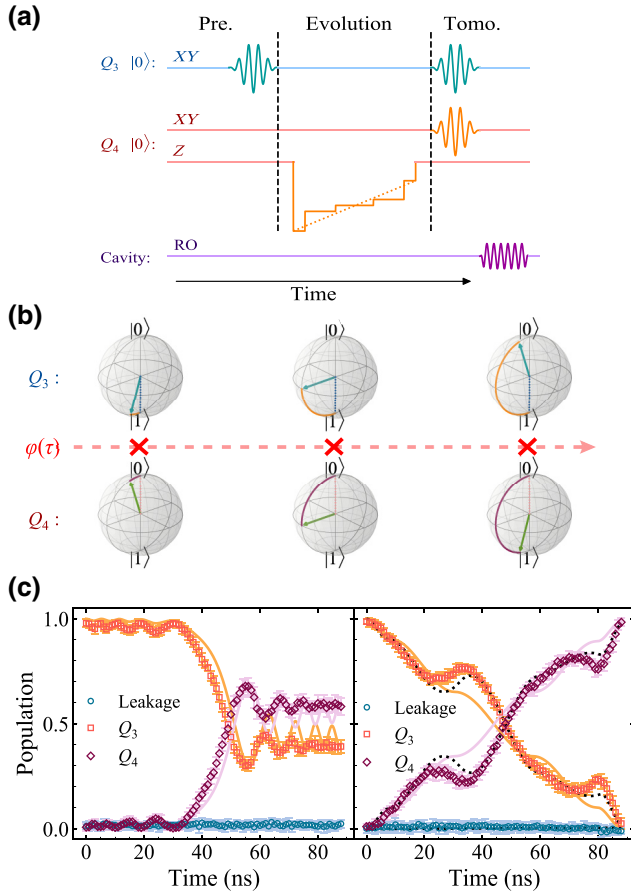 (a)
Pre. Evolution Tomo.
Q3 |0⟩: XY
XY
Q4 |0⟩: Z
Cavity: RO
Time
(b)
|0⟩ |0⟩ |0⟩
Q3 :
|1⟩ |1⟩ |1⟩
φ(τ)
|0⟩ |0⟩ |0⟩
Q4 :
|1⟩ |1⟩ |1⟩
(c)
1.0
0.5
0.0
Population
Leakage
Q3
Q4
Leakage
Q3
Q4
0 20 40 60 80 0 20 40 60 80
Time (ns) Time (ns)